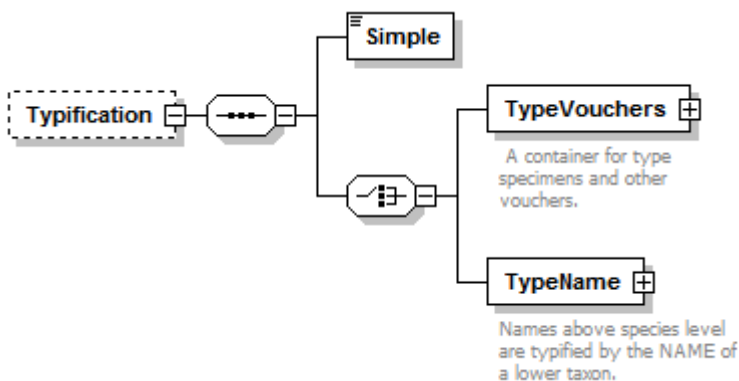 Simple
Typification
TypeVouchers
A container for type
specimens and other
vouchers.
TypeName
Names above species level
are typified by the NAME of
a lower taxon.